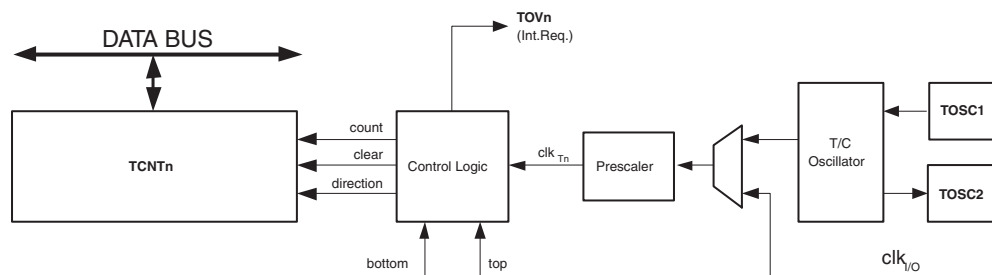 TOVn
(Int.Req.)
DATA BUS
TCNTn
count
clear
direction
Control Logic
clk Tn
Prescaler
T/C
Oscillator
TOSC1
TOSC2
bottom
top
clk I/O